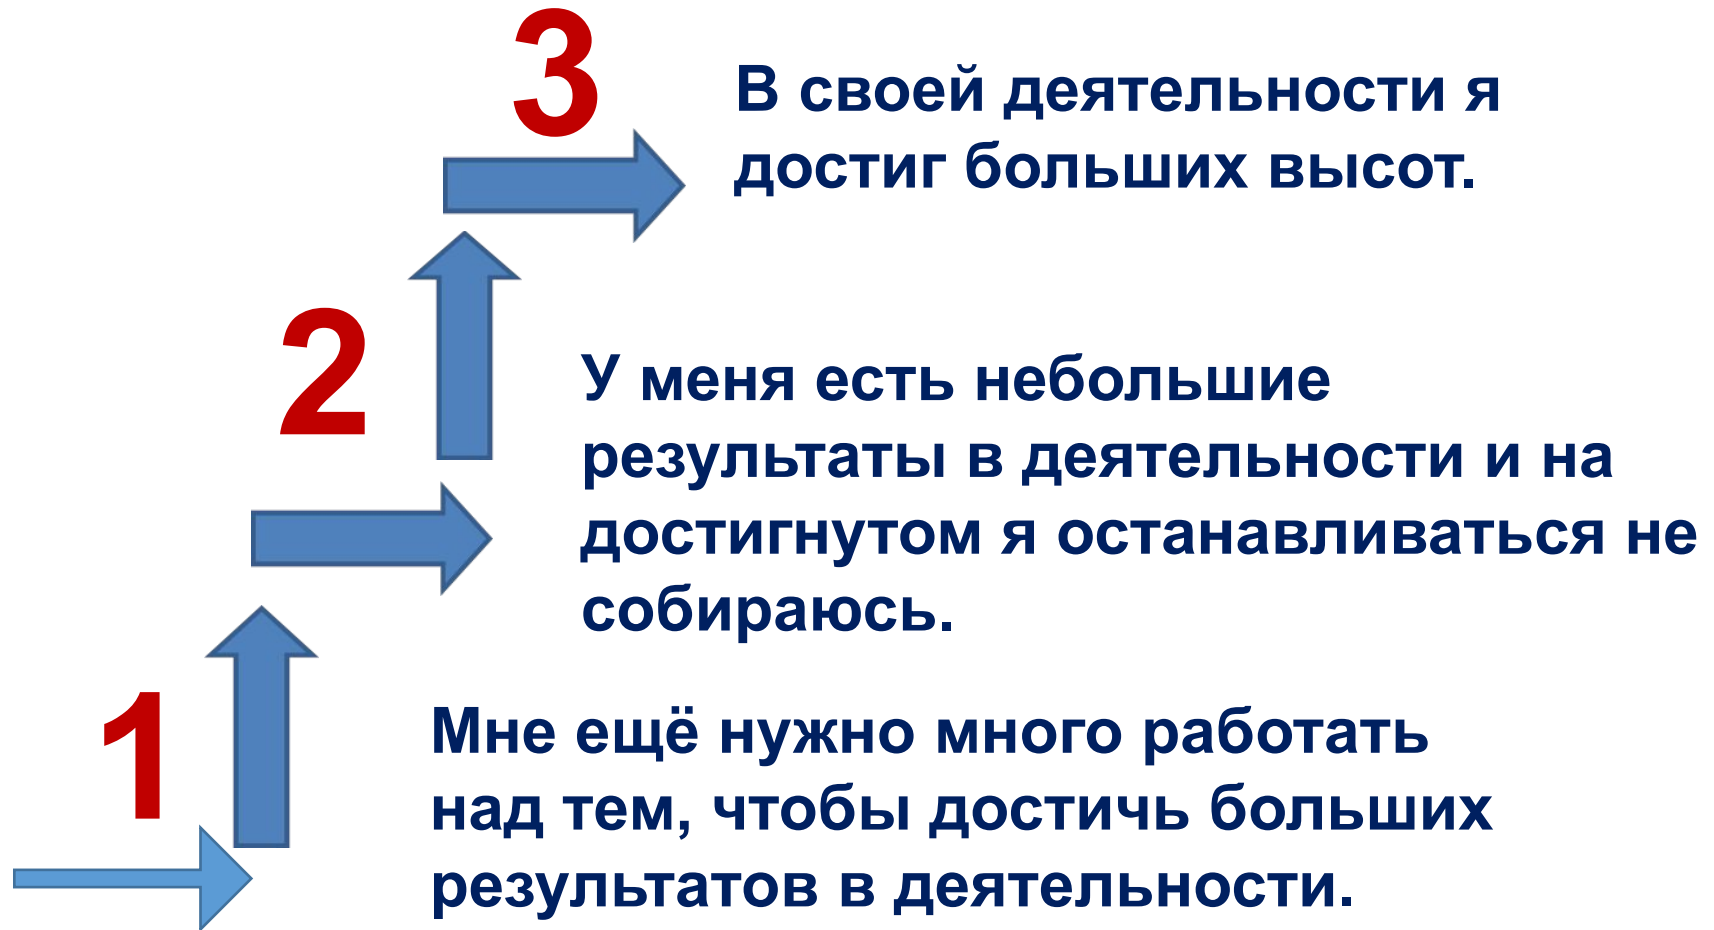 3
В своей деятельности я
достиг больших высот.
2
У меня есть небольшие
результаты в деятельности и на
достигнутом я останавливаться не
собираюсь.
1
Мне ещё нужно много работать
над тем, чтобы достичь больших
результатов в деятельности.